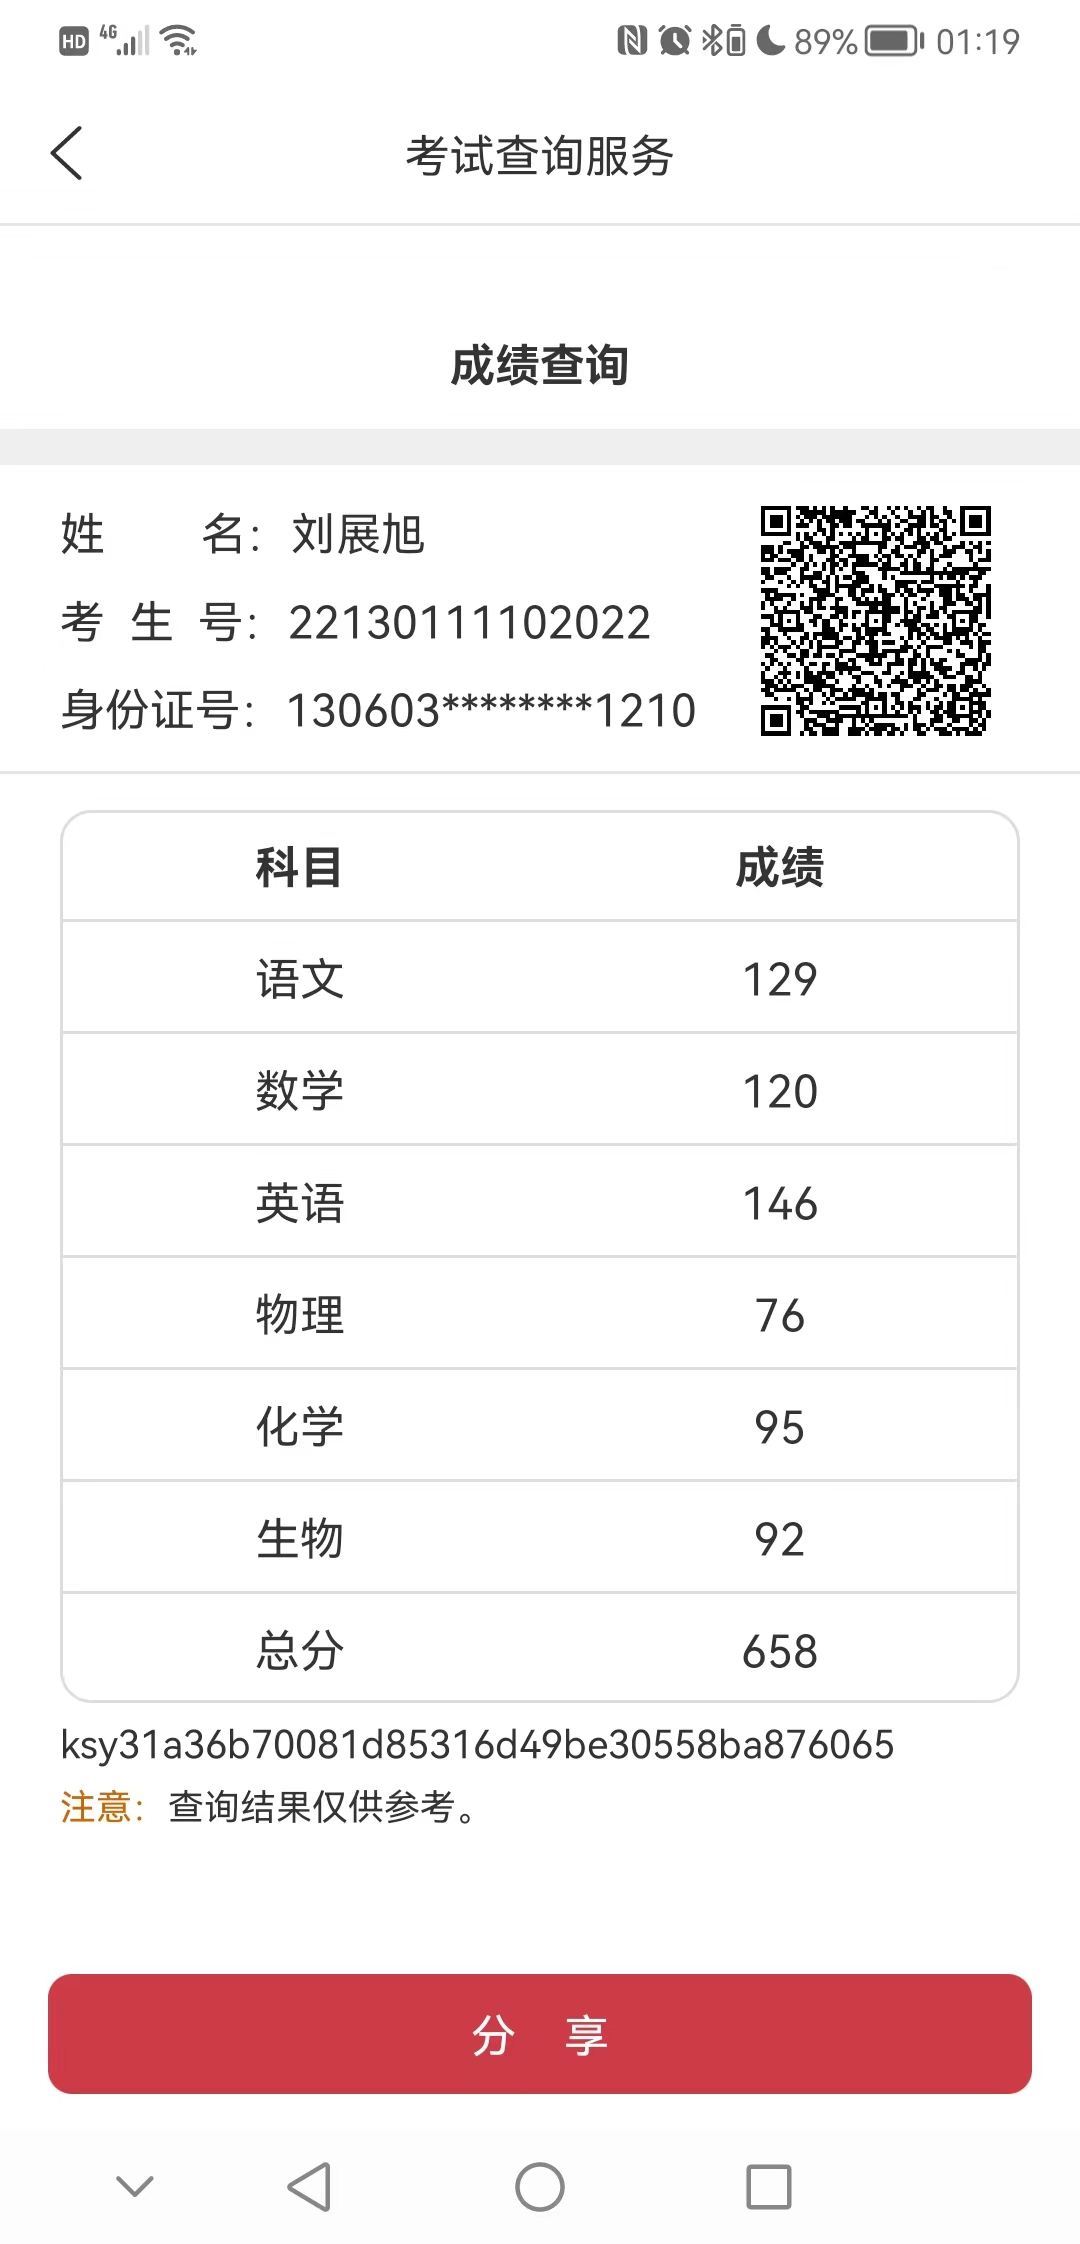 HD 4G 89% 01:19
考试查询服务
成绩查询
姓 名: 刘展旭
考 生 号: 22130111102022
身份证号: 130603********1210
科目 成绩
语文 129
数学 120
英语 146
物理 76
化学 95
生物 92
总分 658
ksy31a36b70081d85316d49be30558ba876065
注意: 查询结果仅供参考。
分 享